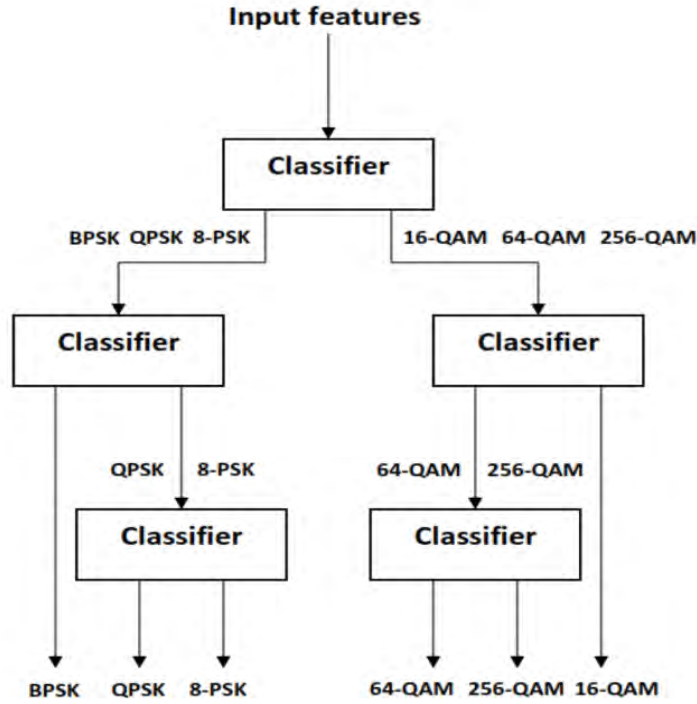 Input features
Classifier
BPSK QPSK 8-PSK
16-QAM 64-QAM 256-QAM
Classifier
Classifier
QPSK 8-PSK
64-QAM 256-QAM
Classifier
Classifier
BPSK QPSK 8-PSK
64-QAM 256-QAM 16-QAM